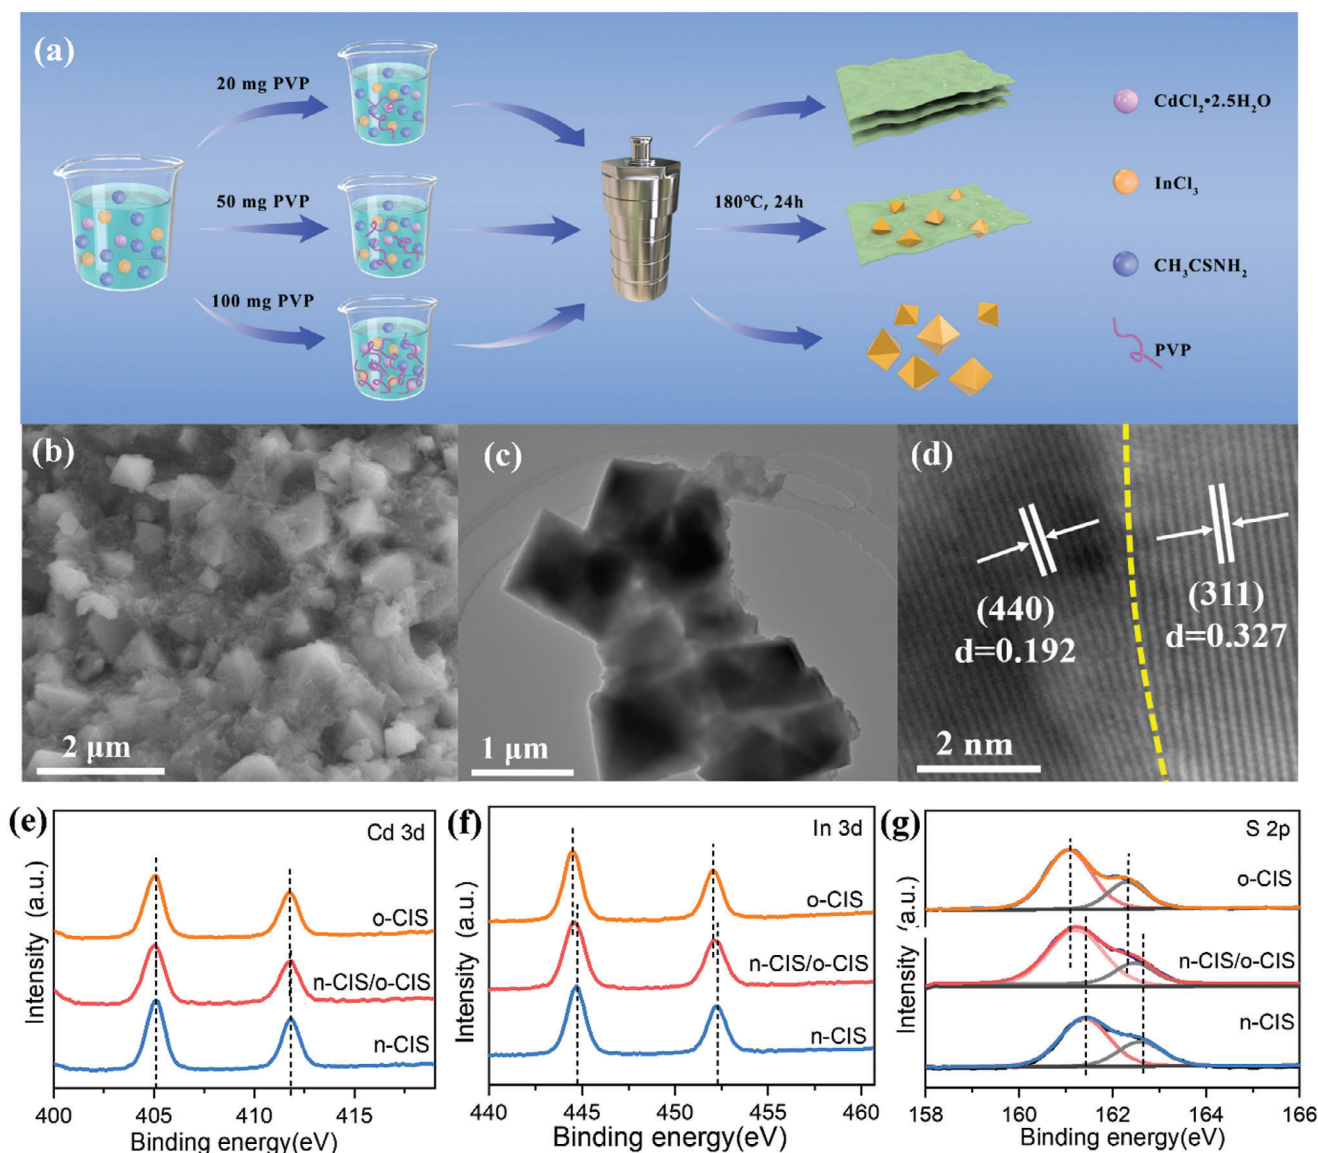 (a)
20 mg PVP
50 mg PVP
100 mg PVP
180℃, 24h
CdCl₂•2.5H₂O
InCl₃
CH₃CSNH₂
PVP
(b)
2 μm
(c)
1 μm
(d)
(440)
d=0.192
(311)
d=0.327
2 nm
(e)
Cd 3d
o-CIS
n-CIS/o-CIS
n-CIS
Intensity (a.u.)
400 405 410 415
Binding energy(eV)
(f)
In 3d
o-CIS
n-CIS/o-CIS
n-CIS
Intensity (a.u.)
440 445 450 455 460
Binding energy(eV)
(g)
S 2p
o-CIS
n-CIS/o-CIS
n-CIS
Intensity (a.u.)
158 160 162 164 166
Binding energy(eV)